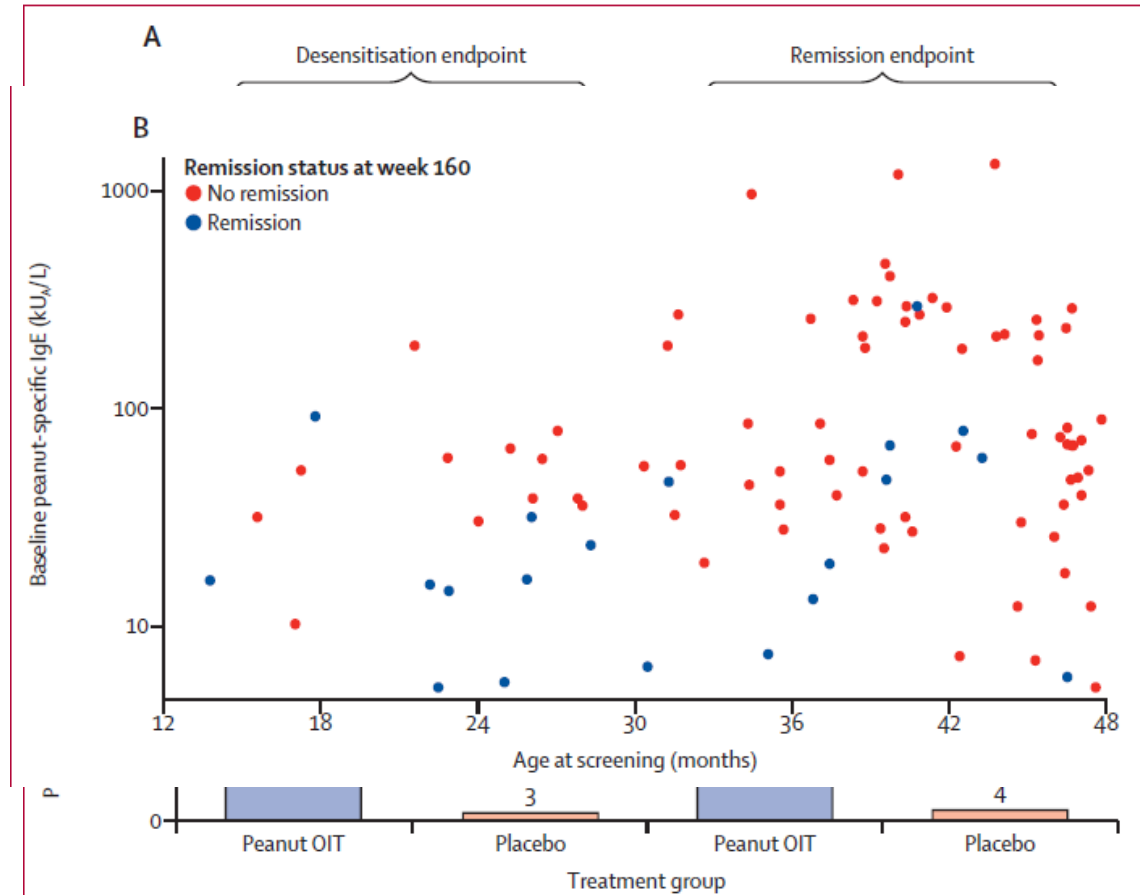 A
Desensitisation endpoint
Remission endpoint
B
Remission status at week 160
No remission
Remission
Baseline peanut-specific IgE (kU_A/L)
1000
100
10
12 18 24 30 36 42 48
Age at screening (months)
P
0
3
4
Peanut OIT Placebo Peanut OIT Placebo
Treatment group